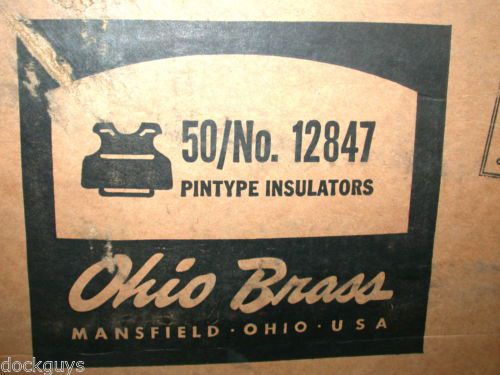 50/No. 12847
PINTYPE INSULATORS
Ohio Brass
MANSFIELD · OHIO · USA
dockguys